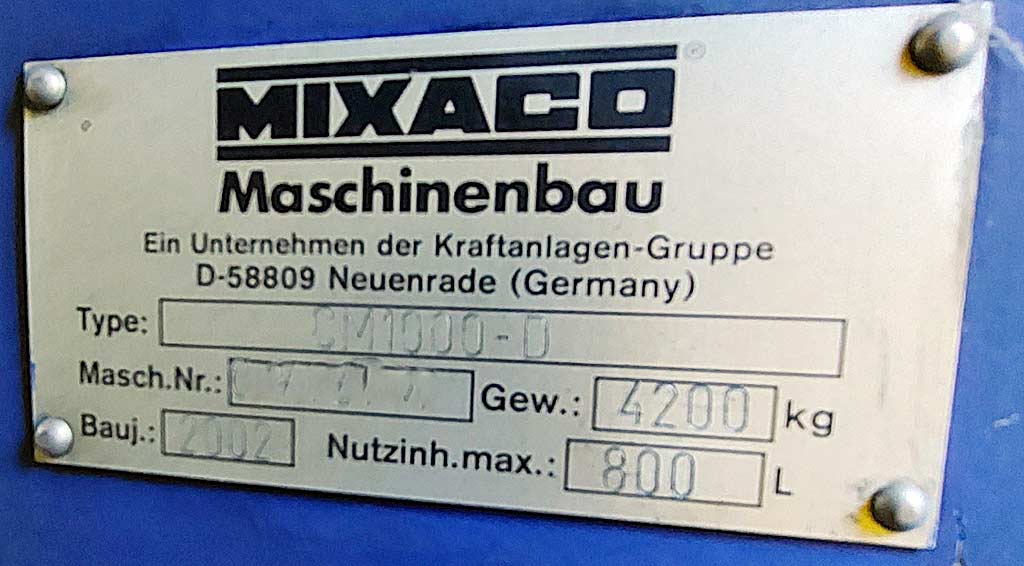 MIXACO ®
Maschinenbau
Ein Unternehmen der Kraftanlagen-Gruppe
D-58809 Neuenrade (Germany)
Type: CM1000-D
Masch.Nr.: Gew.: 4200 kg
Bauj.: 2002 Nutzinh.max.: 800 L